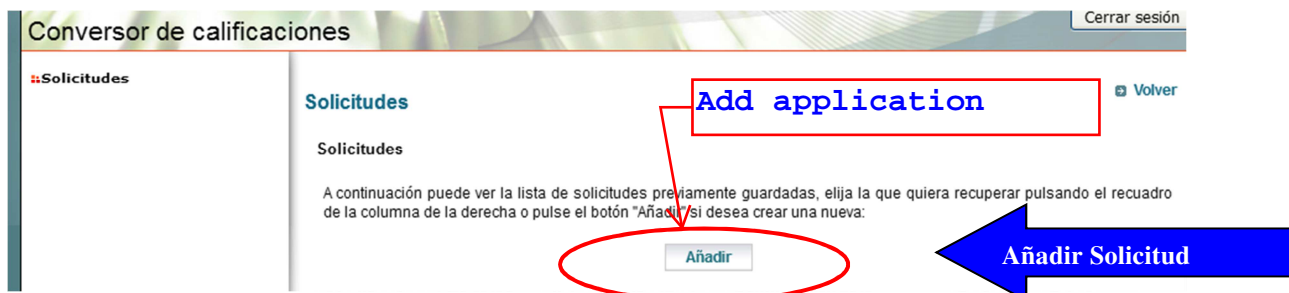 Conversor de calificaciones
Cerrar sesión
Solicitudes
Solicitudes
Add application
Volver
Solicitudes
A continuación puede ver la lista de solicitudes previamente guardadas, elija la que quiera recuperar pulsando el recuadro
de la columna de la derecha o pulse el botón "Añadir" si desea crear una nueva:
Añadir
Añadir Solicitud